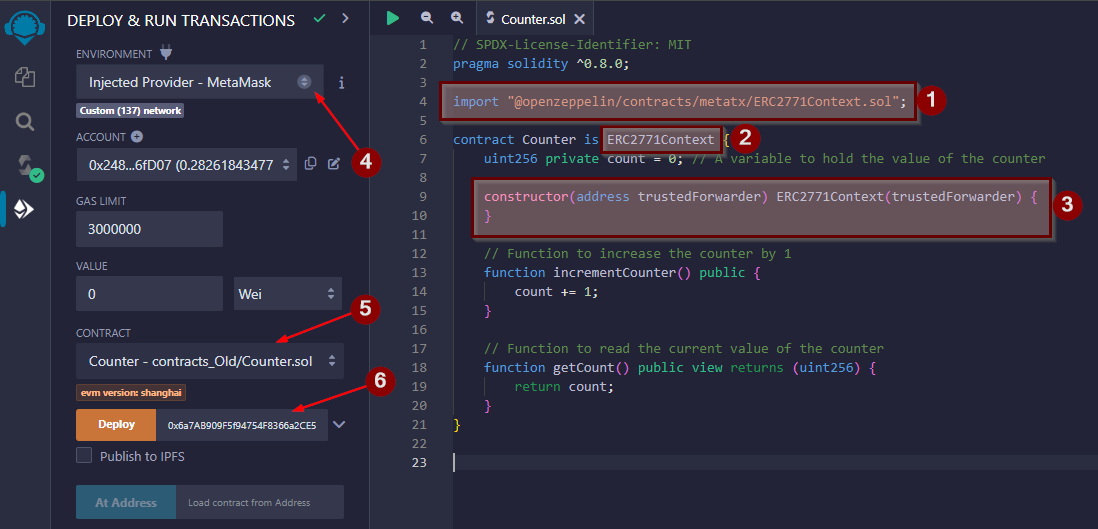 DEPLOY & RUN TRANSACTIONS
ENVIRONMENT
Injected Provider - MetaMask
i
Custom (137) network
ACCOUNT
0x248...6fD07 (0.28261843477
4
GAS LIMIT
3000000
VALUE
0
Wei
5
CONTRACT
Counter - contracts_Old/Counter.sol
evm version: shanghai
6
Deploy
0x6a7AB909F5f94754F8366a2CE5
Publish to IPFS
At Address
Load contract from Address
Counter.sol
1 // SPDX-License-Identifier: MIT
2 pragma solidity ^0.8.0;
3
4 import "@openzeppelin/contracts/metatx/ERC2771Context.sol"; 1
5
6 contract Counter is ERC2771Context { 2
7 uint256 private count = 0; // A variable to hold the value of the counter
8
9 constructor(address trustedForwarder) ERC2771Context(trustedForwarder) { 3
10 }
11
12 // Function to increase the counter by 1
13 function incrementCounter() public {
14 count += 1;
15 }
16
17 // Function to read the current value of the counter
18 function getCount() public view returns (uint256) {
19 return count;
20 }
21 }
22
23